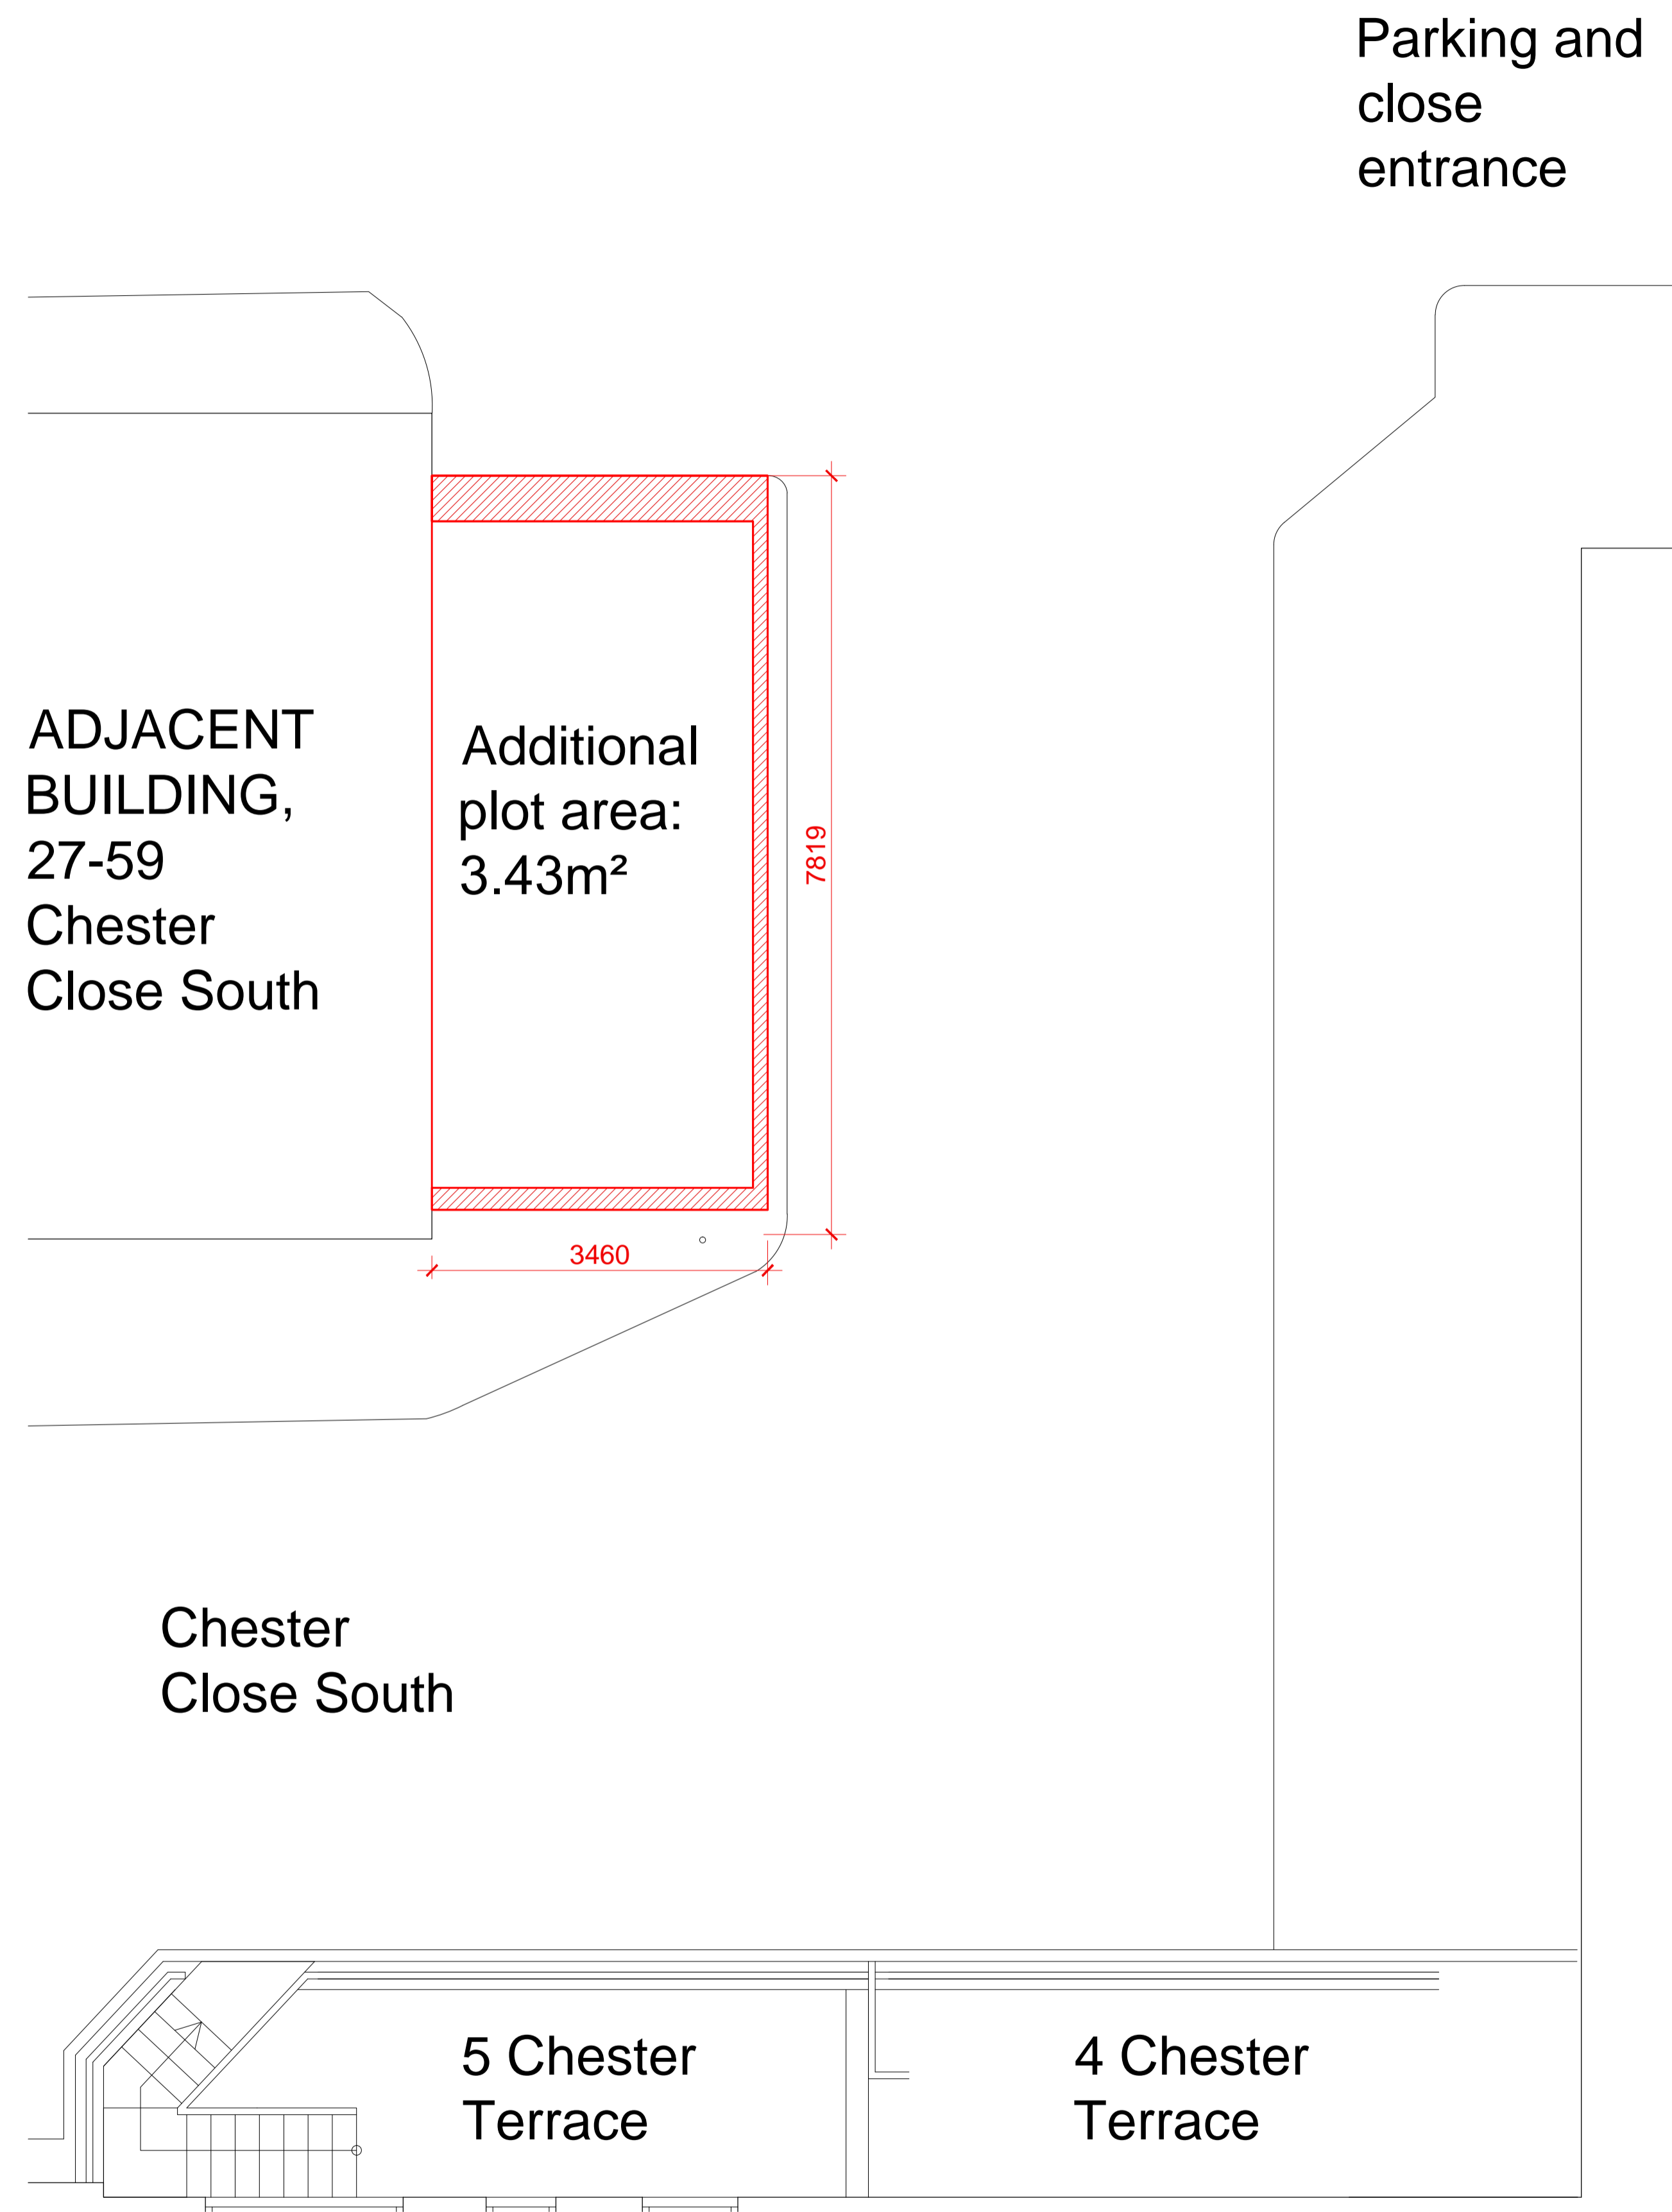 Parking and
close
entrance
ADJACENT
BUILDING,
27-59
Chester
Close South
Additional
plot area:
3.43m²
7819
3460
Chester
Close South
5 Chester
Terrace
4 Chester
Terrace